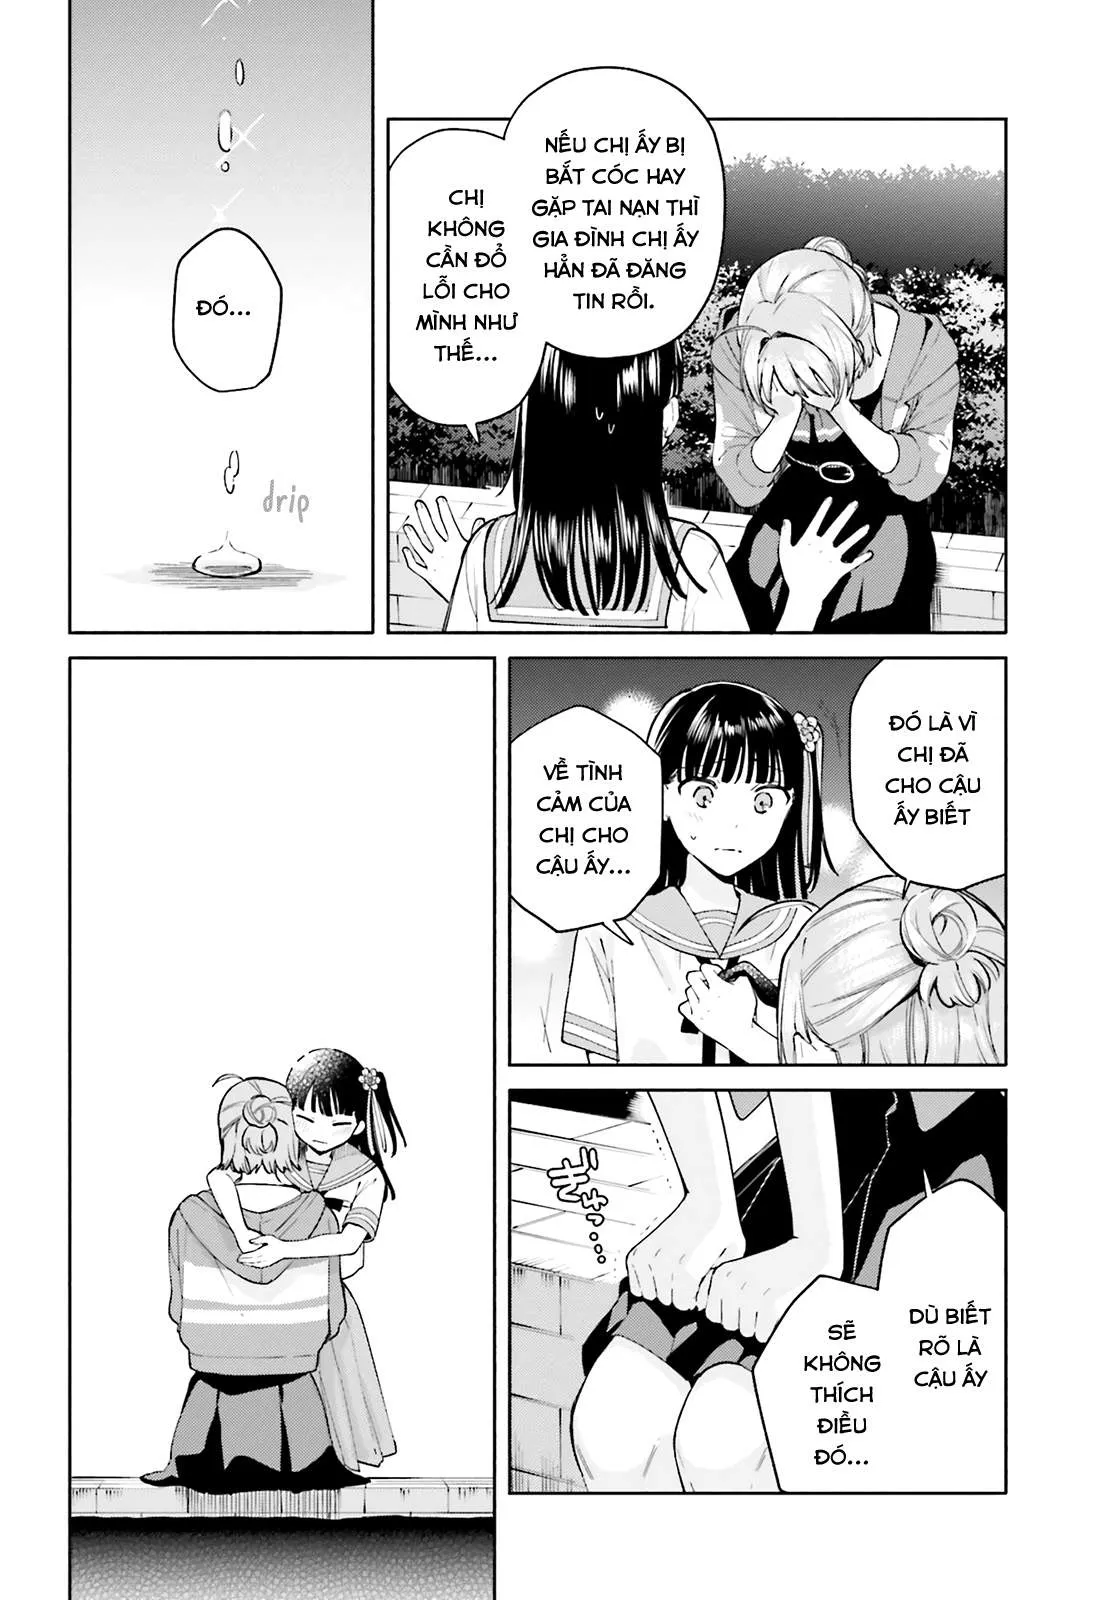 NẾU CHỊ ẤY BỊ
BẮT CÓC HAY
GẶP TAI NẠN THÌ
GIA ĐÌNH CHỊ ẤY
HẲN ĐÃ ĐĂNG
TIN RỒI.
CHỊ
KHÔNG
CẦN ĐỔ
LỖI CHO
MÌNH NHƯ
THẾ...
ĐÓ...
drip
ĐÓ LÀ VÌ
CHỊ ĐÃ
CHO CẬU
ẤY BIẾT
VỀ TÌNH
CẢM CỦA
CHỊ CHO
CẬU ẤY...
ぎゅっ...
DÙ BIẾT
RÕ LÀ
CẬU ẤY
SẼ
KHÔNG
THÍCH
ĐIỀU
ĐÓ...